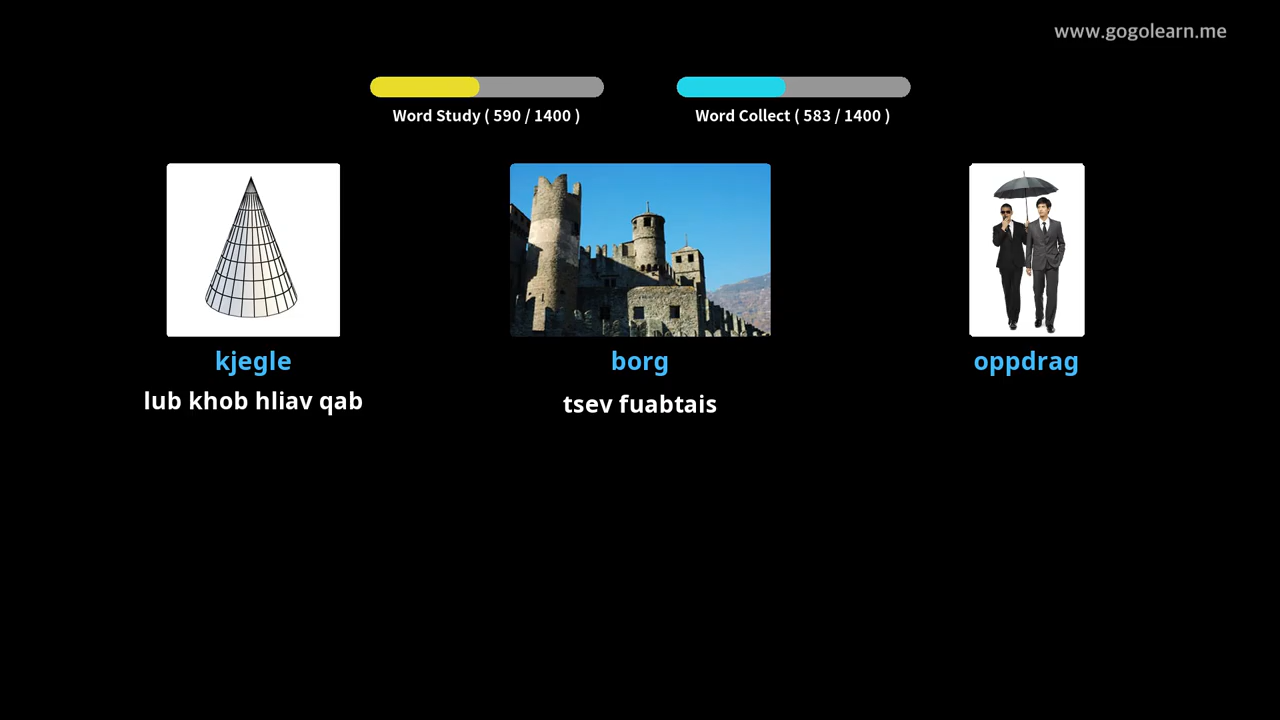 www.gogolearn.me
Word Study ( 590 / 1400 )
Word Collect ( 583 / 1400 )
kjegle
borg
oppdrag
lub khob hliav qab
tsev fuabtais